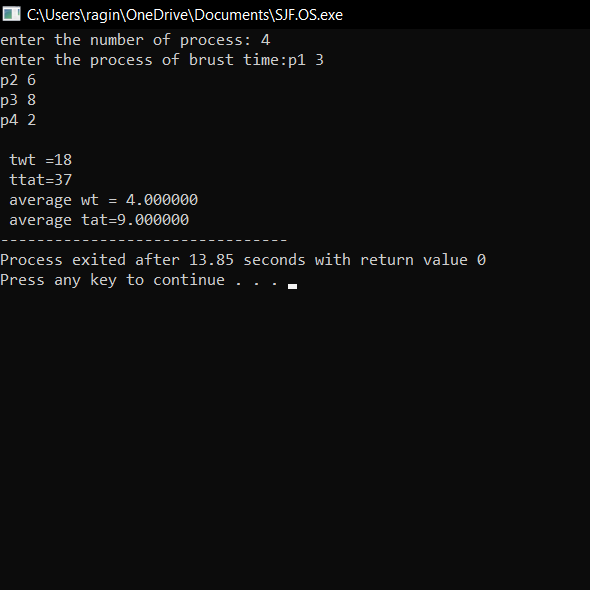 C:\Users\ragin\OneDrive\Documents\SJF.OS.exe
enter the number of process: 4
enter the process of brust time:p1 3
p2 6
p3 8
p4 2
twt =18
ttat=37
average wt = 4.000000
average tat=9.000000
--------------------------------
Process exited after 13.85 seconds with return value 0
Press any key to continue . . .